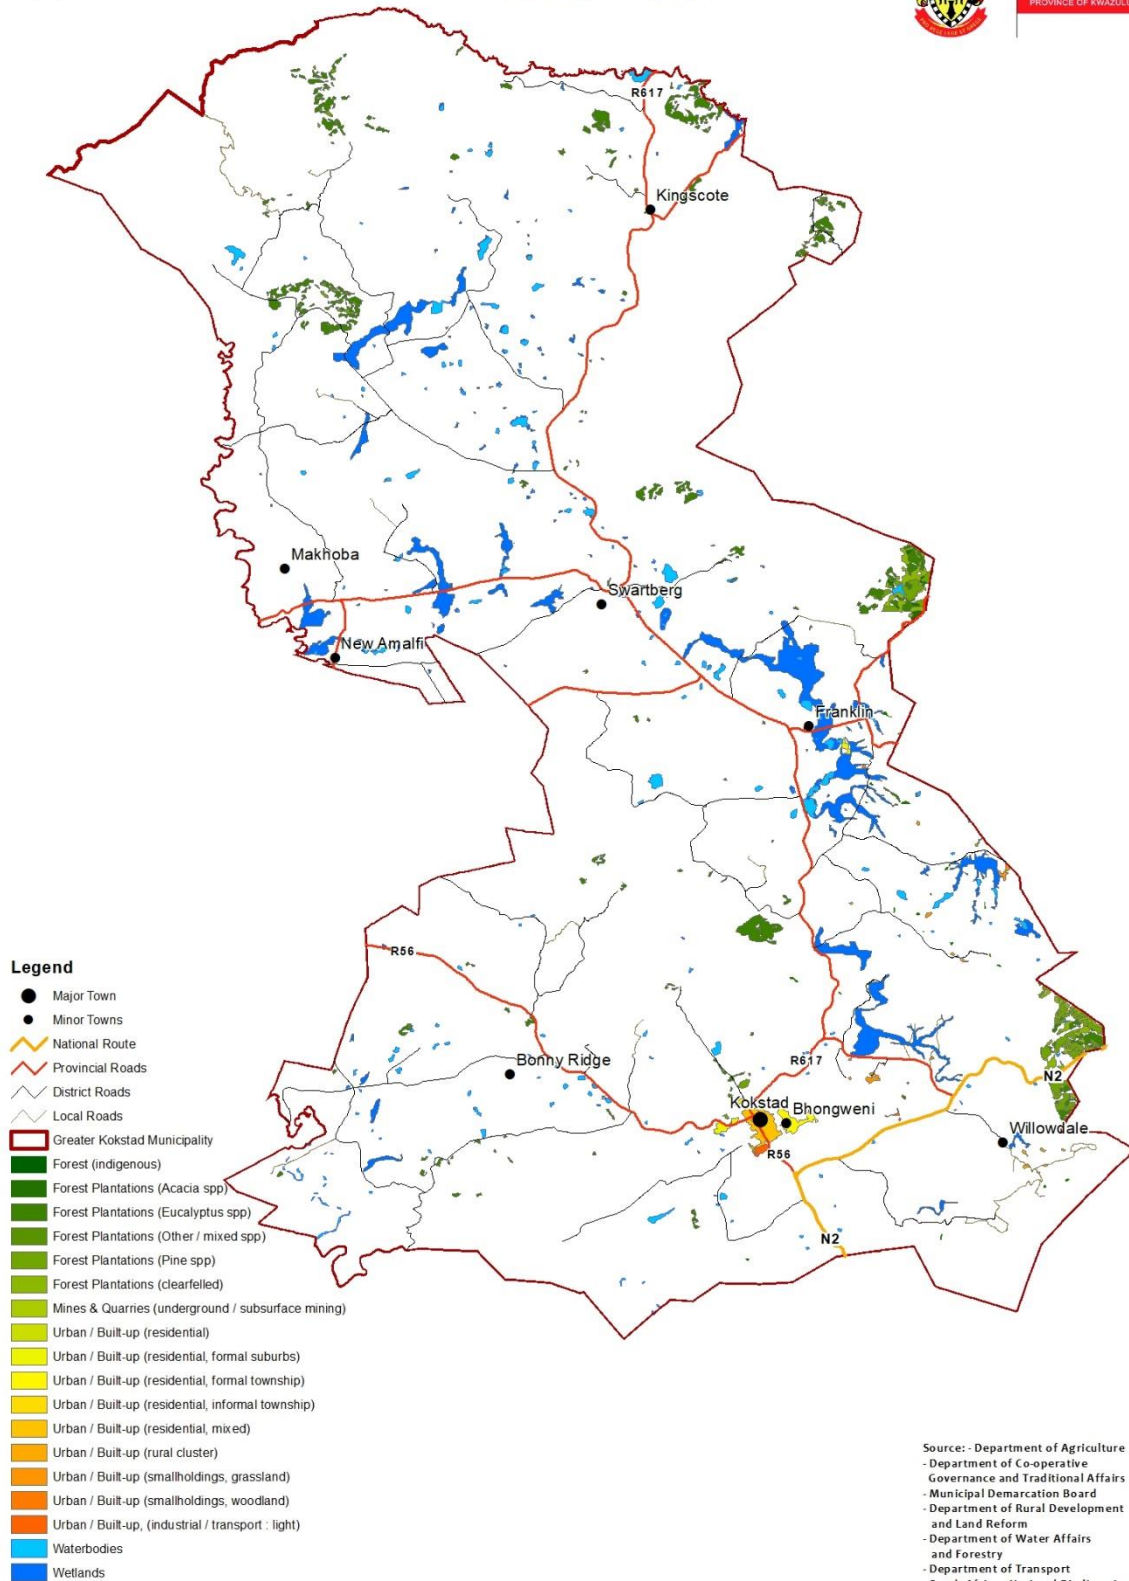 PROVINCE OF KWAZULU
R617
Kingscote
Makhoba
Swartberg
New Amalfi
Franklin
R56
Bonny Ridge
R617
N2
Kokstad
Bhongweni
Willowdale
R56
N2
Legend
Major Town
Minor Towns
National Route
Provincial Roads
District Roads
Local Roads
Greater Kokstad Municipality
Forest (indigenous)
Forest Plantations (Acacia spp)
Forest Plantations (Eucalyptus spp)
Forest Plantations (Other / mixed spp)
Forest Plantations (Pine spp)
Forest Plantations (clearfelled)
Mines & Quarries (underground / subsurface mining)
Urban / Built-up (residential)
Urban / Built-up (residential, formal suburbs)
Urban / Built-up (residential, formal township)
Urban / Built-up (residential, informal township)
Urban / Built-up (residential, mixed)
Urban / Built-up (rural cluster)
Urban / Built-up (smallholdings, grassland)
Urban / Built-up (smallholdings, woodland)
Urban / Built-up, (industrial / transport : light)
Waterbodies
Wetlands
Source: - Department of Agriculture
- Department of Co-operative
Governance and Traditional Affairs
- Municipal Demarcation Board
- Department of Rural Development
and Land Reform
- Department of Water Affairs
and Forestry
- Department of Transport